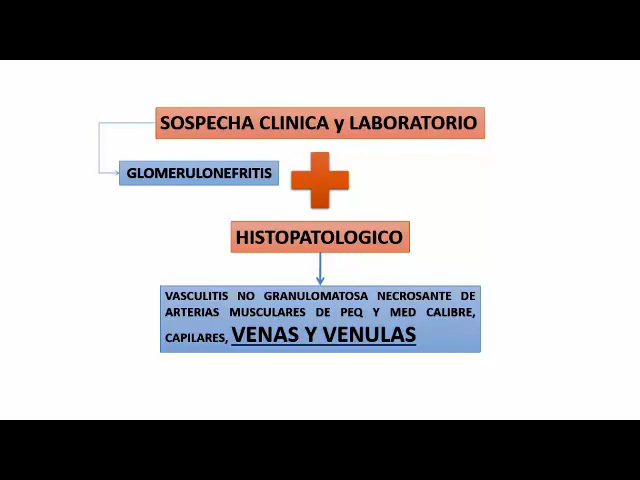 SOSPECHA CLINICA y LABORATORIO
GLOMERULONEFRITIS
HISTOPATOLOGICO
VASCULITIS NO GRANULOMATOSA NECROSANTE DE
ARTERIAS MUSCULARES DE PEQ Y MED CALIBRE,
CAPILARES, VENAS Y VENULAS